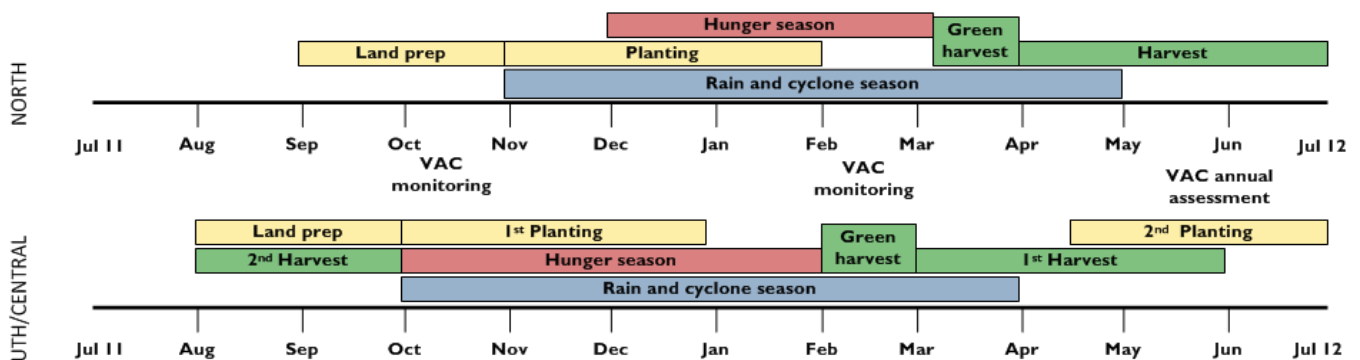 Hunger season
Green
harvest
Land prep
Planting
Harvest
Rain and cyclone season
NORTH
Jul 11 Aug Sep Oct Nov Dec Jan Feb Mar Apr May Jun Jul 12
VAC
monitoring
VAC
monitoring
VAC annual
assessment
Land prep
1st Planting
Green
harvest
2nd Planting
2nd Harvest
Hunger season
1st Harvest
Rain and cyclone season
UTH/CENTRAL
Jul 11 Aug Sep Oct Nov Dec Jan Feb Mar Apr May Jun Jul 12